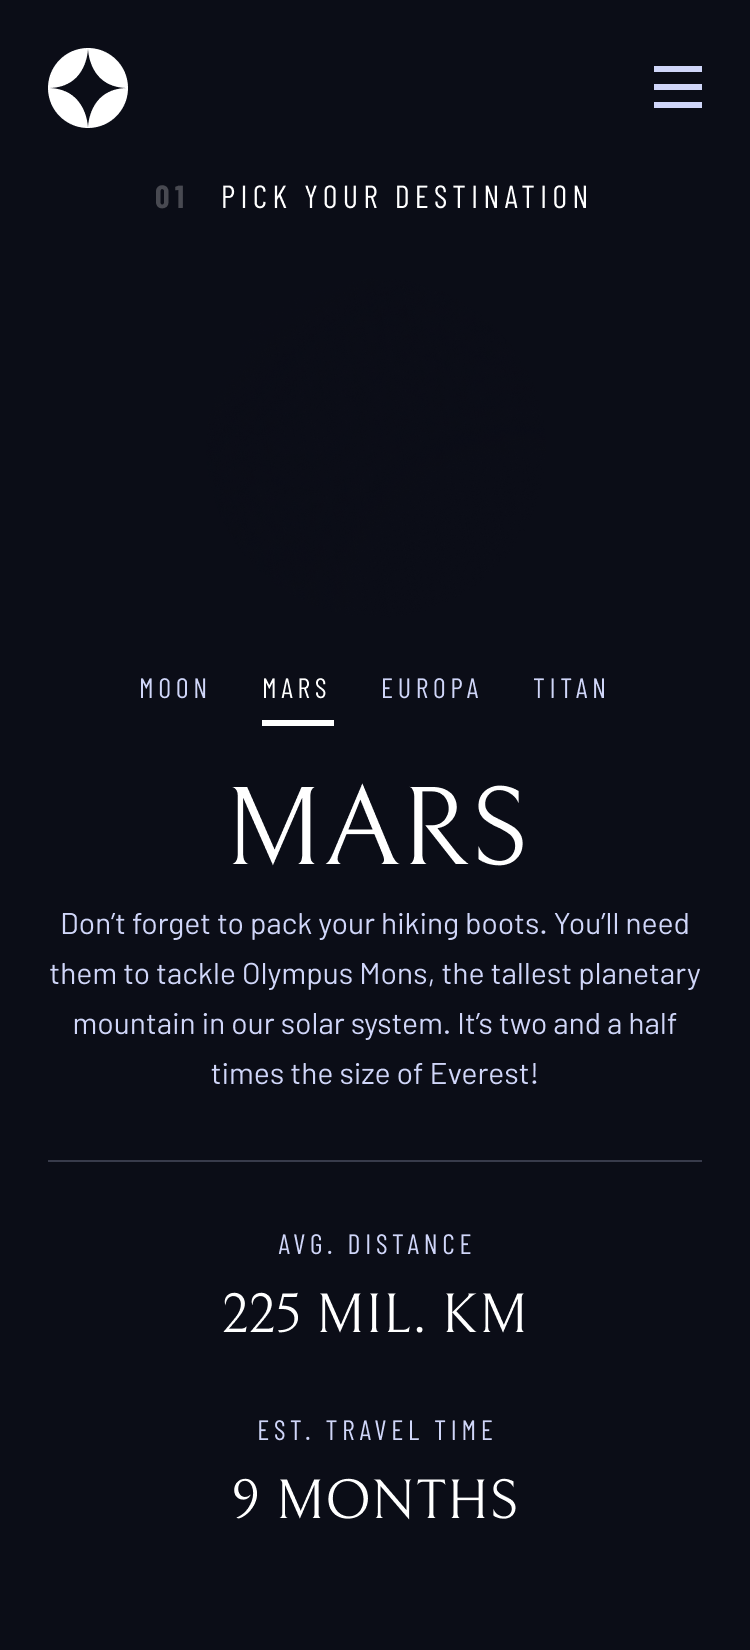 01 PICK YOUR DESTINATION
MOON MARS EUROPA TITAN
MARS
Don’t forget to pack your hiking boots. You’ll need
them to tackle Olympus Mons, the tallest planetary
mountain in our solar system. It’s two and a half
times the size of Everest!
AVG. DISTANCE
225 MIL. KM
EST. TRAVEL TIME
9 MONTHS